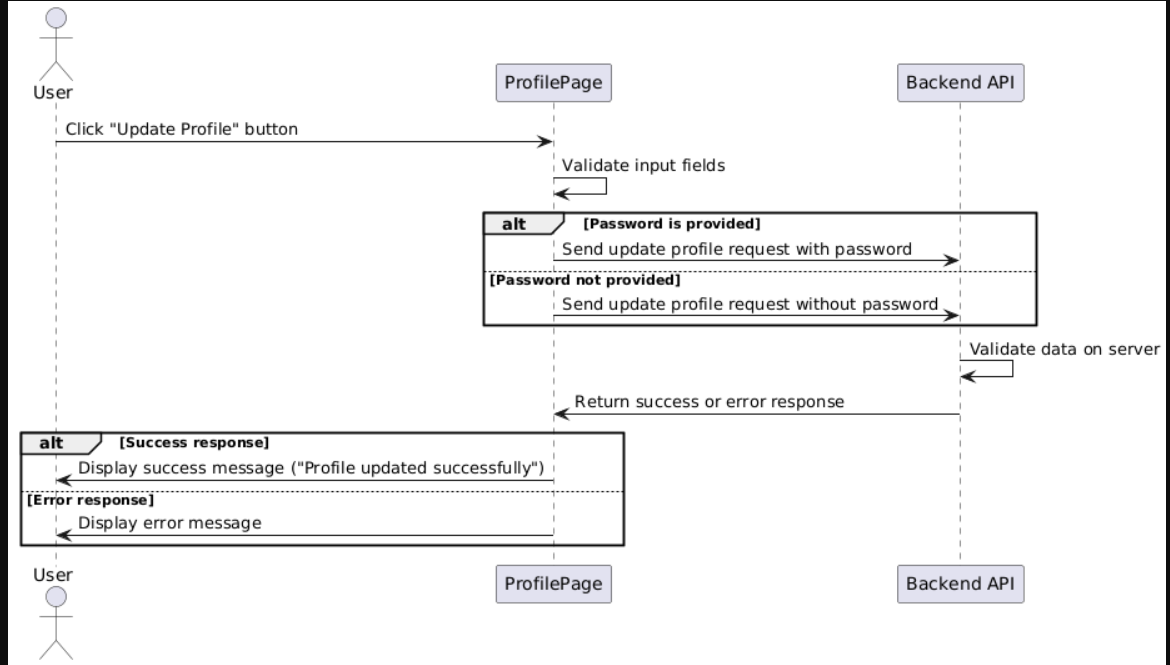 User
ProfilePage
Backend API
Click "Update Profile" button
Validate input fields
alt [Password is provided]
Send update profile request with password
[Password not provided]
Send update profile request without password
Validate data on server
Return success or error response
alt [Success response]
Display success message ("Profile updated successfully")
[Error response]
Display error message
User
ProfilePage
Backend API